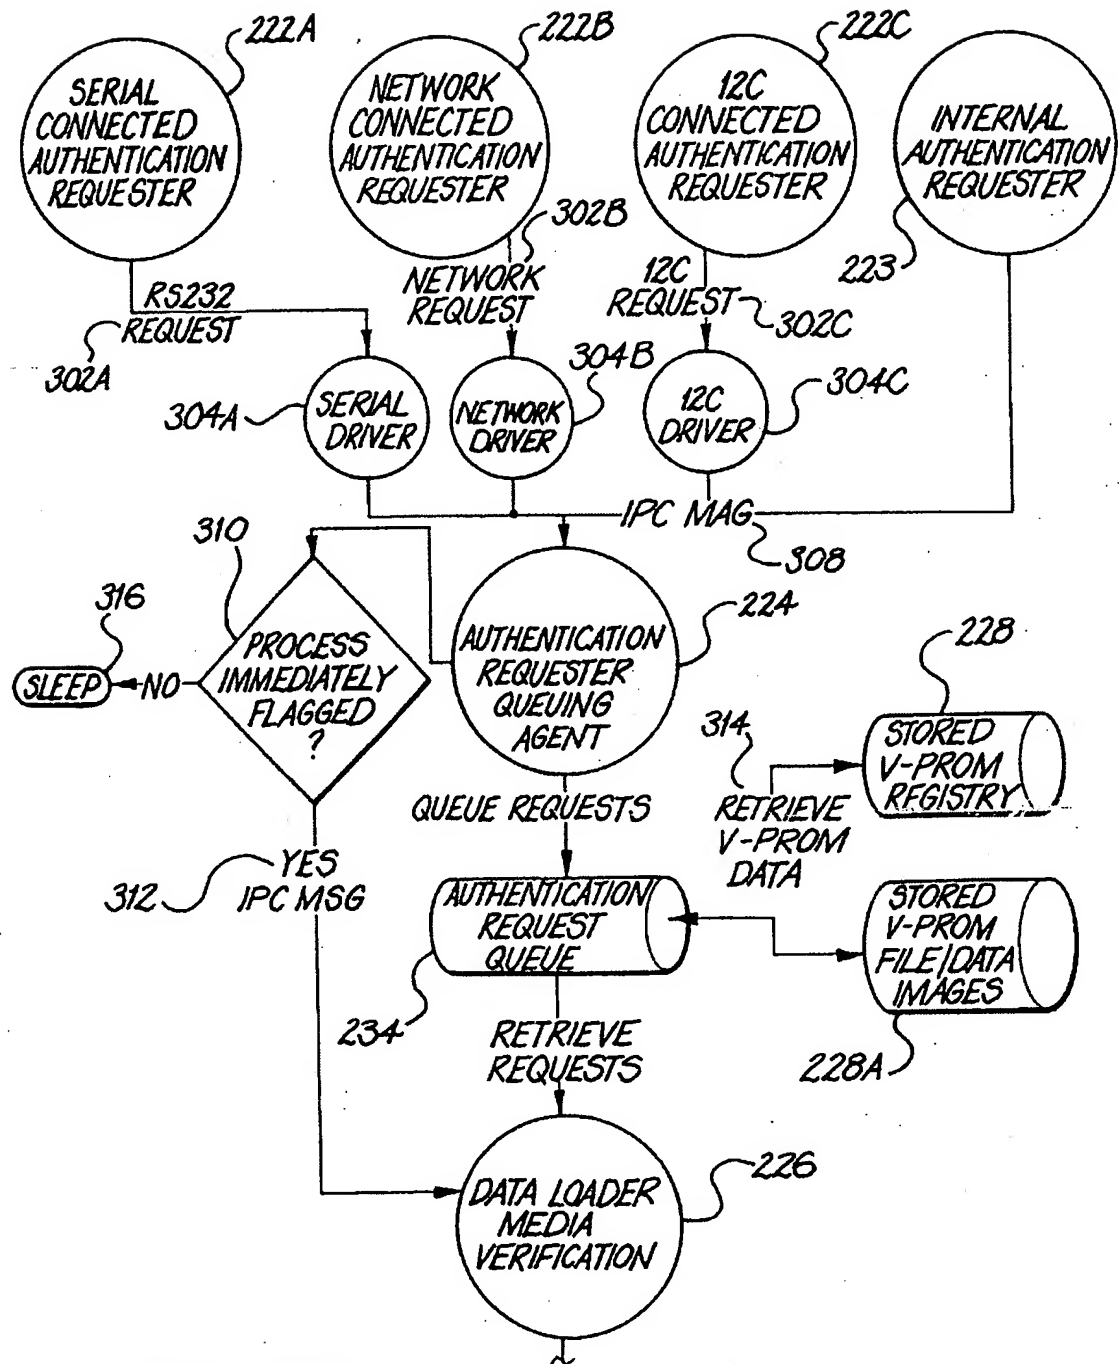 222A
222B
222C
SERIAL
CONNECTED
AUTHENTICATION
REQUESTER
NETWORK
CONNECTED
AUTHENTICATION
REQUESTER
12C
CONNECTED
AUTHENTICATION
REQUESTER
INTERNAL
AUTHENTICATION
REQUESTER
223
RS232
REQUEST
302A
302B
NETWORK
REQUEST
12C
REQUEST
302C
304A
SERIAL
DRIVER
304B
NETWORK
DRIVER
304C
12C
DRIVER
IPC MAG
308
310
316
PROCESS
IMMEDIATELY
FLAGGED
?
SLEEP
NO
224
AUTHENTICATION
REQUESTER
QUEUING
AGENT
228
314
STORED
V-PROM
REGISTRY
RETRIEVE
V-PROM
DATA
QUEUE REQUESTS
YES
IPC MSG
312
AUTHENTICATION
REQUEST
QUEUE
234
STORED
V-PROM
FILE/DATA
IMAGES
228A
RETRIEVE
REQUESTS
226
DATA LOADER
MEDIA
VERIFICATION